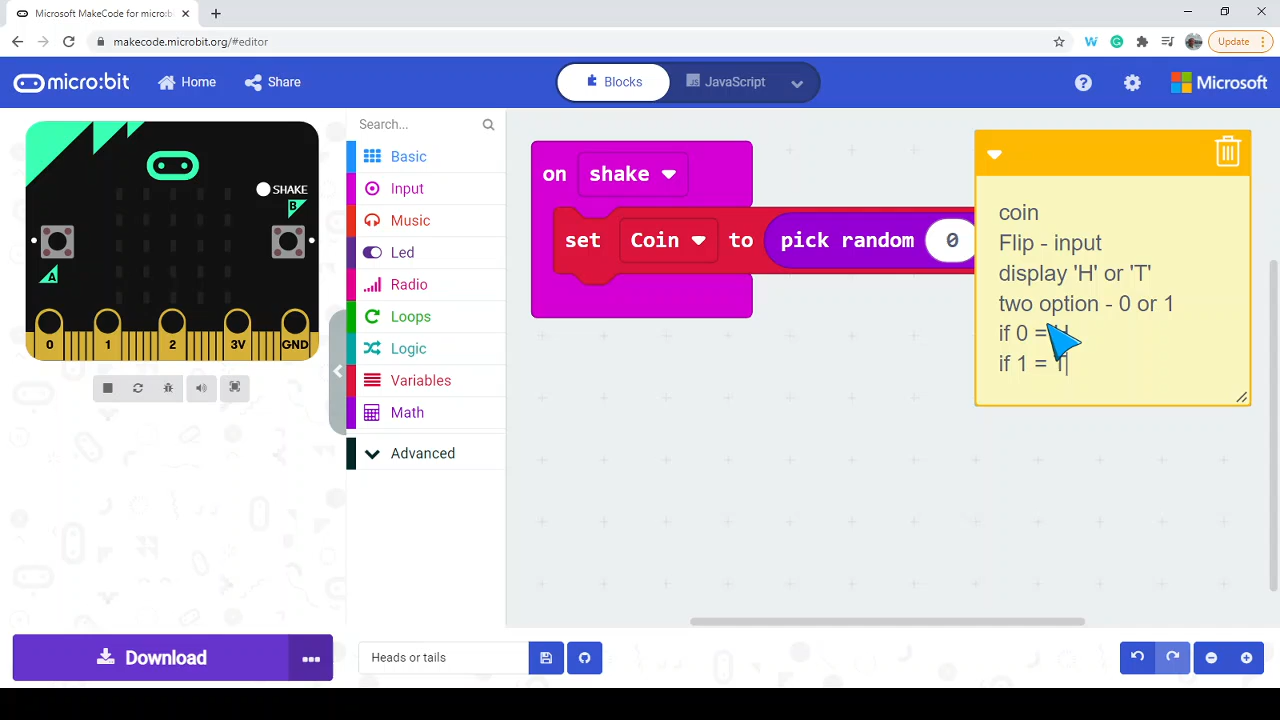 Microsoft MakeCode for micro:b
makecode.microbit.org/#editor
Update
micro:bit
Home
Share
Blocks
JS
JavaScript
Microsoft
SHAKE
B
A
0
1
2
3V
GND
Search...
Basic
Input
Music
Led
Radio
Loops
Logic
Variables
Math
Advanced
on shake
set Coin to pick random 0
coin
Flip - input
display 'H' or 'T'
two option - 0 or 1
if 0 =
if 1 =
Download
Heads or tails